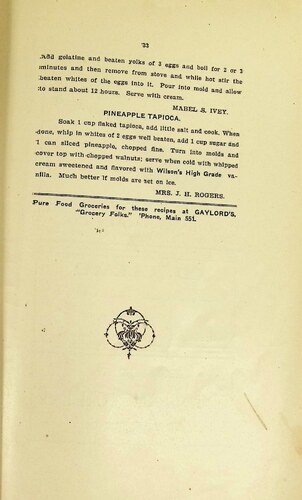 33
Add gelatine and beaten yolks of 3 eggs and boil for 2 or 3
minutes and then remove from stove and while hot stir the
beaten whites of the eggs into it. Pour into mold and allow
to stand about 12 hours. Serve with cream.
MABEL S. IVEY.
PINEAPPLE TAPIOCA.
Soak 1 cup flaked tapioca, add little salt and cook. When
done, whip in whites of 2 eggs well beaten, add 1 cup sugar and
1 can sliced pineapple, chopped fine. Turn into molds and
cover top with chopped walnuts; serve when cold with whipped
cream sweetened and flavored with Wilson's High Grade va-
nilla. Much better if molds are set on ice.
MRS. J. H. ROGERS.
Pure Food Groceries for these recipes at GAYLORD'S,
"Grocery Folks." 'Phone, Main 551.